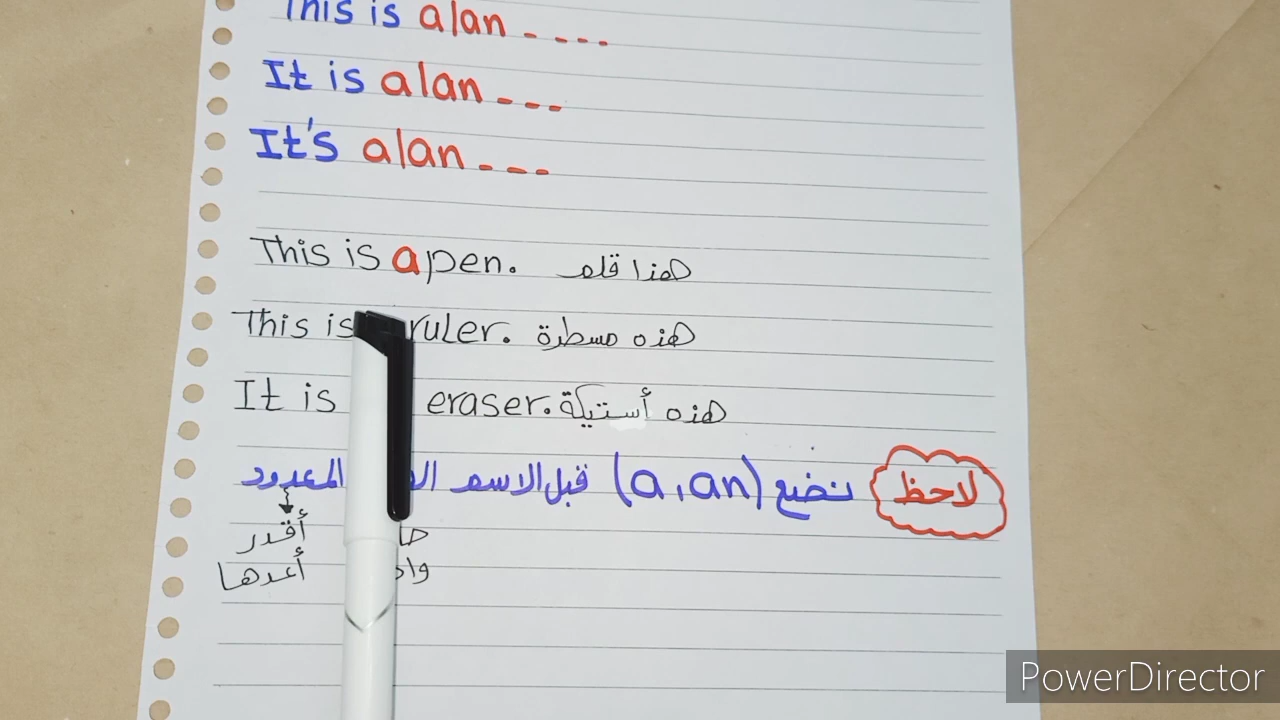 This is a/an ----
It is a/an ---
It's a/an ---
This is a pen. هذا قلم
This is ruler. هذه مسطرة
It is eraser. هذه أستيكة
لاحظ نضع (a، an) قبل الاسم المعدود
أقدر
أعدها
PowerDirector